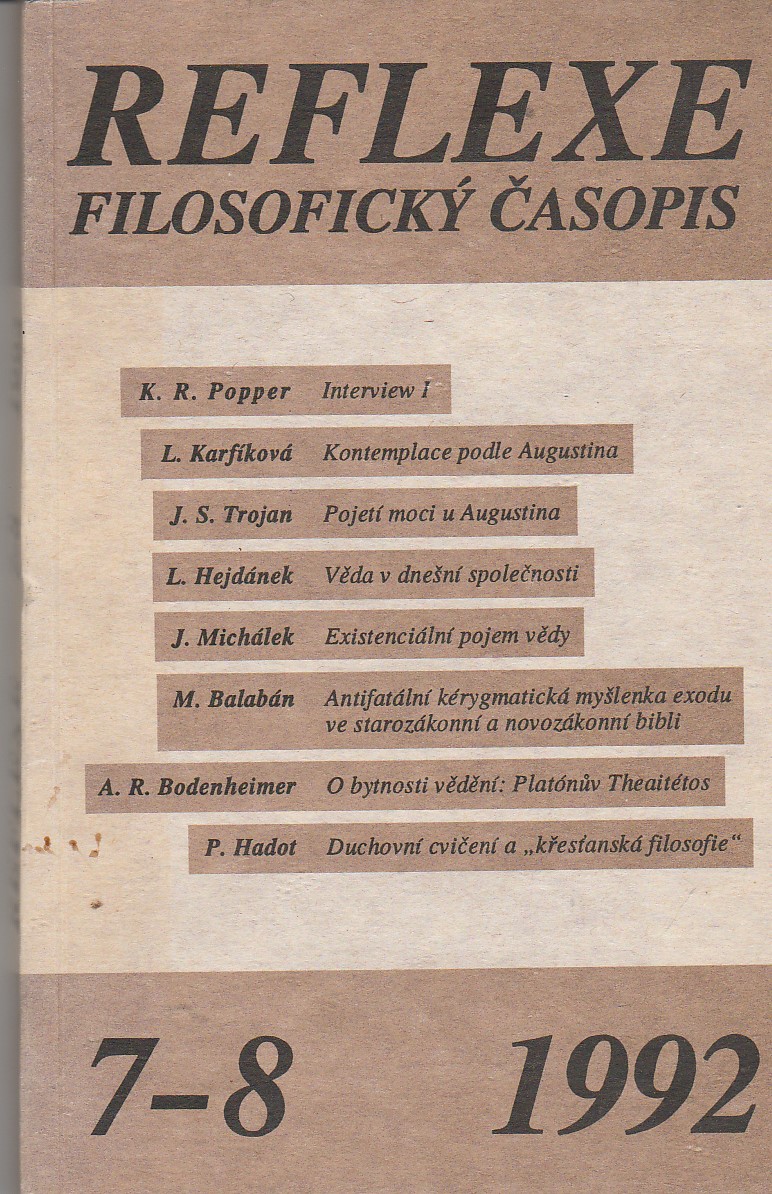 REFLEXE
FILOSOFICKÝ ČASOPIS
K. R. Popper Interview I
L. Karfíková Kontemplace podle Augustina
J. S. Trojan Pojetí moci u Augustina
L. Hejdánek Věda v dnešní společnosti
J. Michálek Existenciální pojem vědy
M. Balabán Antifatální kérygmatická myšlenka exodu
ve starozákonní a novozákonní bibli
A. R. Bodenheimer O bytnosti vědění: Platónův Theaitétos
P. Hadot Duchovní cvičení a „křesťanská filosofie“
7–8 1992